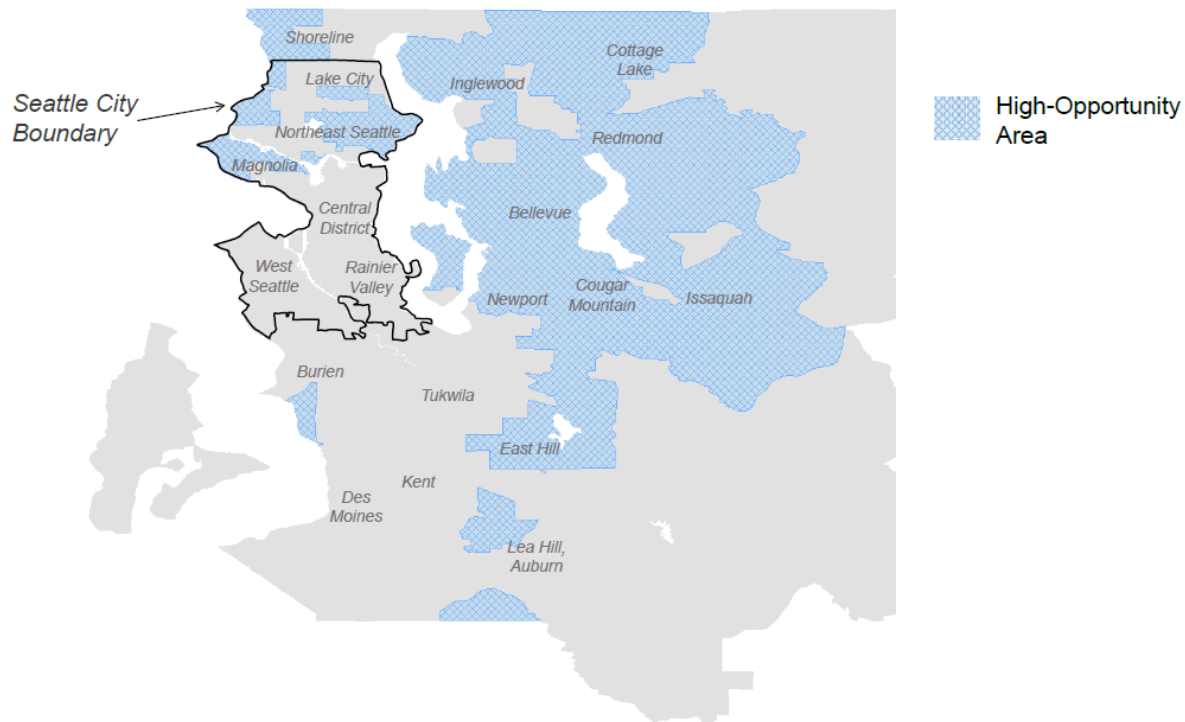 Shoreline
Cottage
Lake
Lake City
Inglewood
Seattle City
Boundary
High-Opportunity
Area
Northeast Seattle
Redmond
Magnolia
Central
District
Bellevue
West
Seattle
Rainier
Valley
Newport
Cougar
Mountain
Issaquah
Burien
Tukwila
East Hill
Kent
Des
Moines
Lea Hill,
Auburn